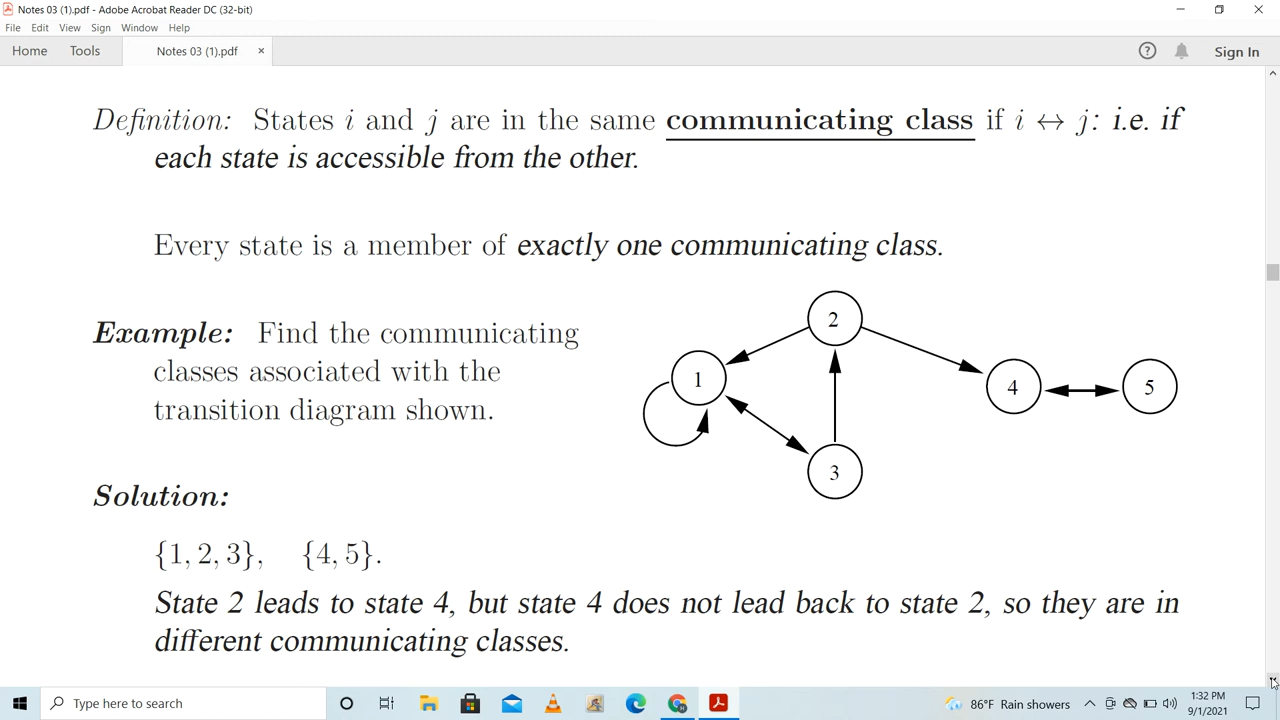 Notes 03 (1).pdf - Adobe Acrobat Reader DC (32-bit)
File Edit View Sign Window Help
Home Tools Notes 03 (1).pdf × ? Sign In
Definition: States i and j are in the same communicating class if i ↔ j: i.e. if
each state is accessible from the other.
Every state is a member of exactly one communicating class.
Example: Find the communicating
classes associated with the
transition diagram shown.
2
1
4
5
3
Solution:
{1, 2, 3}, {4, 5}.
State 2 leads to state 4, but state 4 does not lead back to state 2, so they are in
different communicating classes.
Type here to search
86°F Rain showers
1:32 PM
9/1/2021